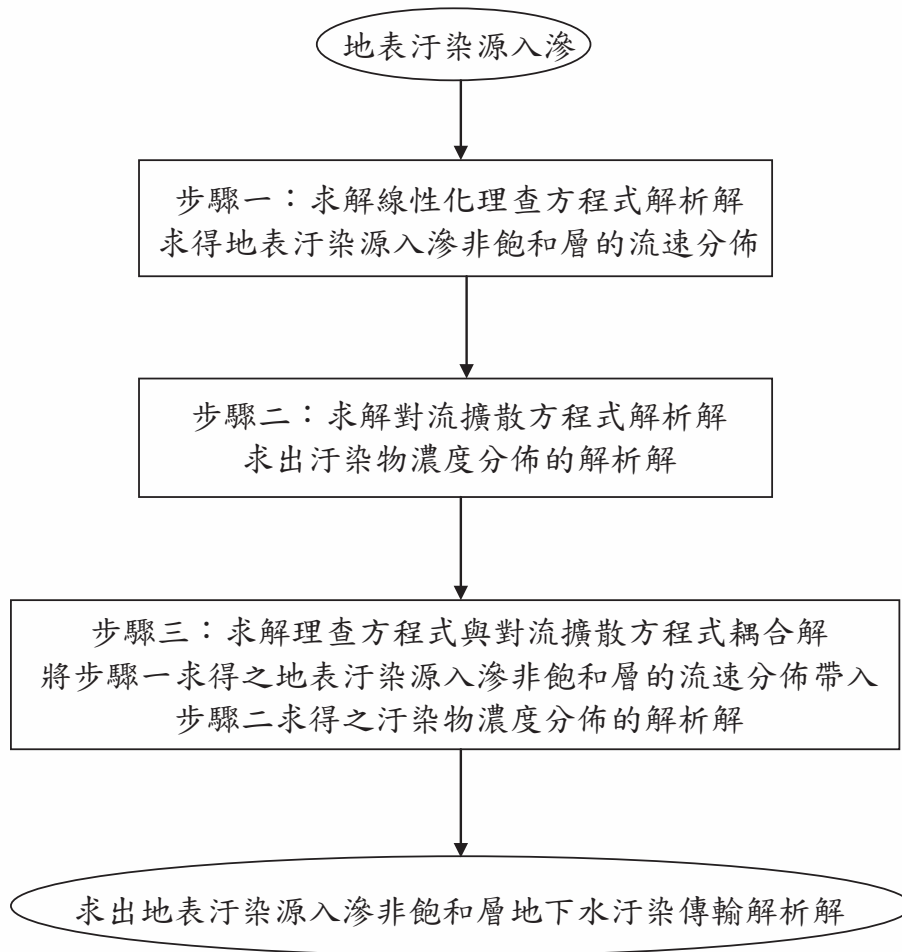 地表汙染源入滲
步驟一：求解線性化理查方程式解析解
求得地表汙染源入滲非飽和層的流速分佈
步驟二：求解對流擴散方程式解析解
求出汙染物濃度分佈的解析解
步驟三：求解理查方程式與對流擴散方程式耦合解
將步驟一求得之地表汙染源入滲非飽和層的流速分佈帶入
步驟二求得之汙染物濃度分佈的解析解
求出地表汙染源入滲非飽和層地下水汙染傳輸解析解